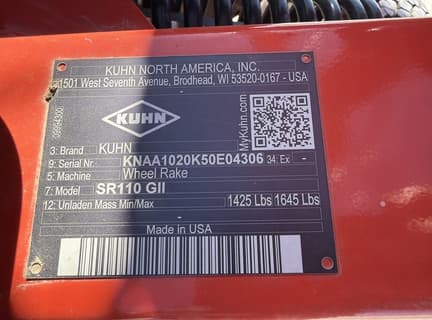 KUHN NORTH AMERICA, INC.
1501 West Seventh Avenue, Brodhead, WI 53520-0167 - USA
KUHN
MyKuhn.com
3: Brand KUHN
9: Serial Nr. KNAA1020K50E04306 34: Ex -
5: Machine Wheel Rake
7: Model SR110 GII
12: Unladen Mass Min/Max 1425 Lbs 1645 Lbs
Made in USA